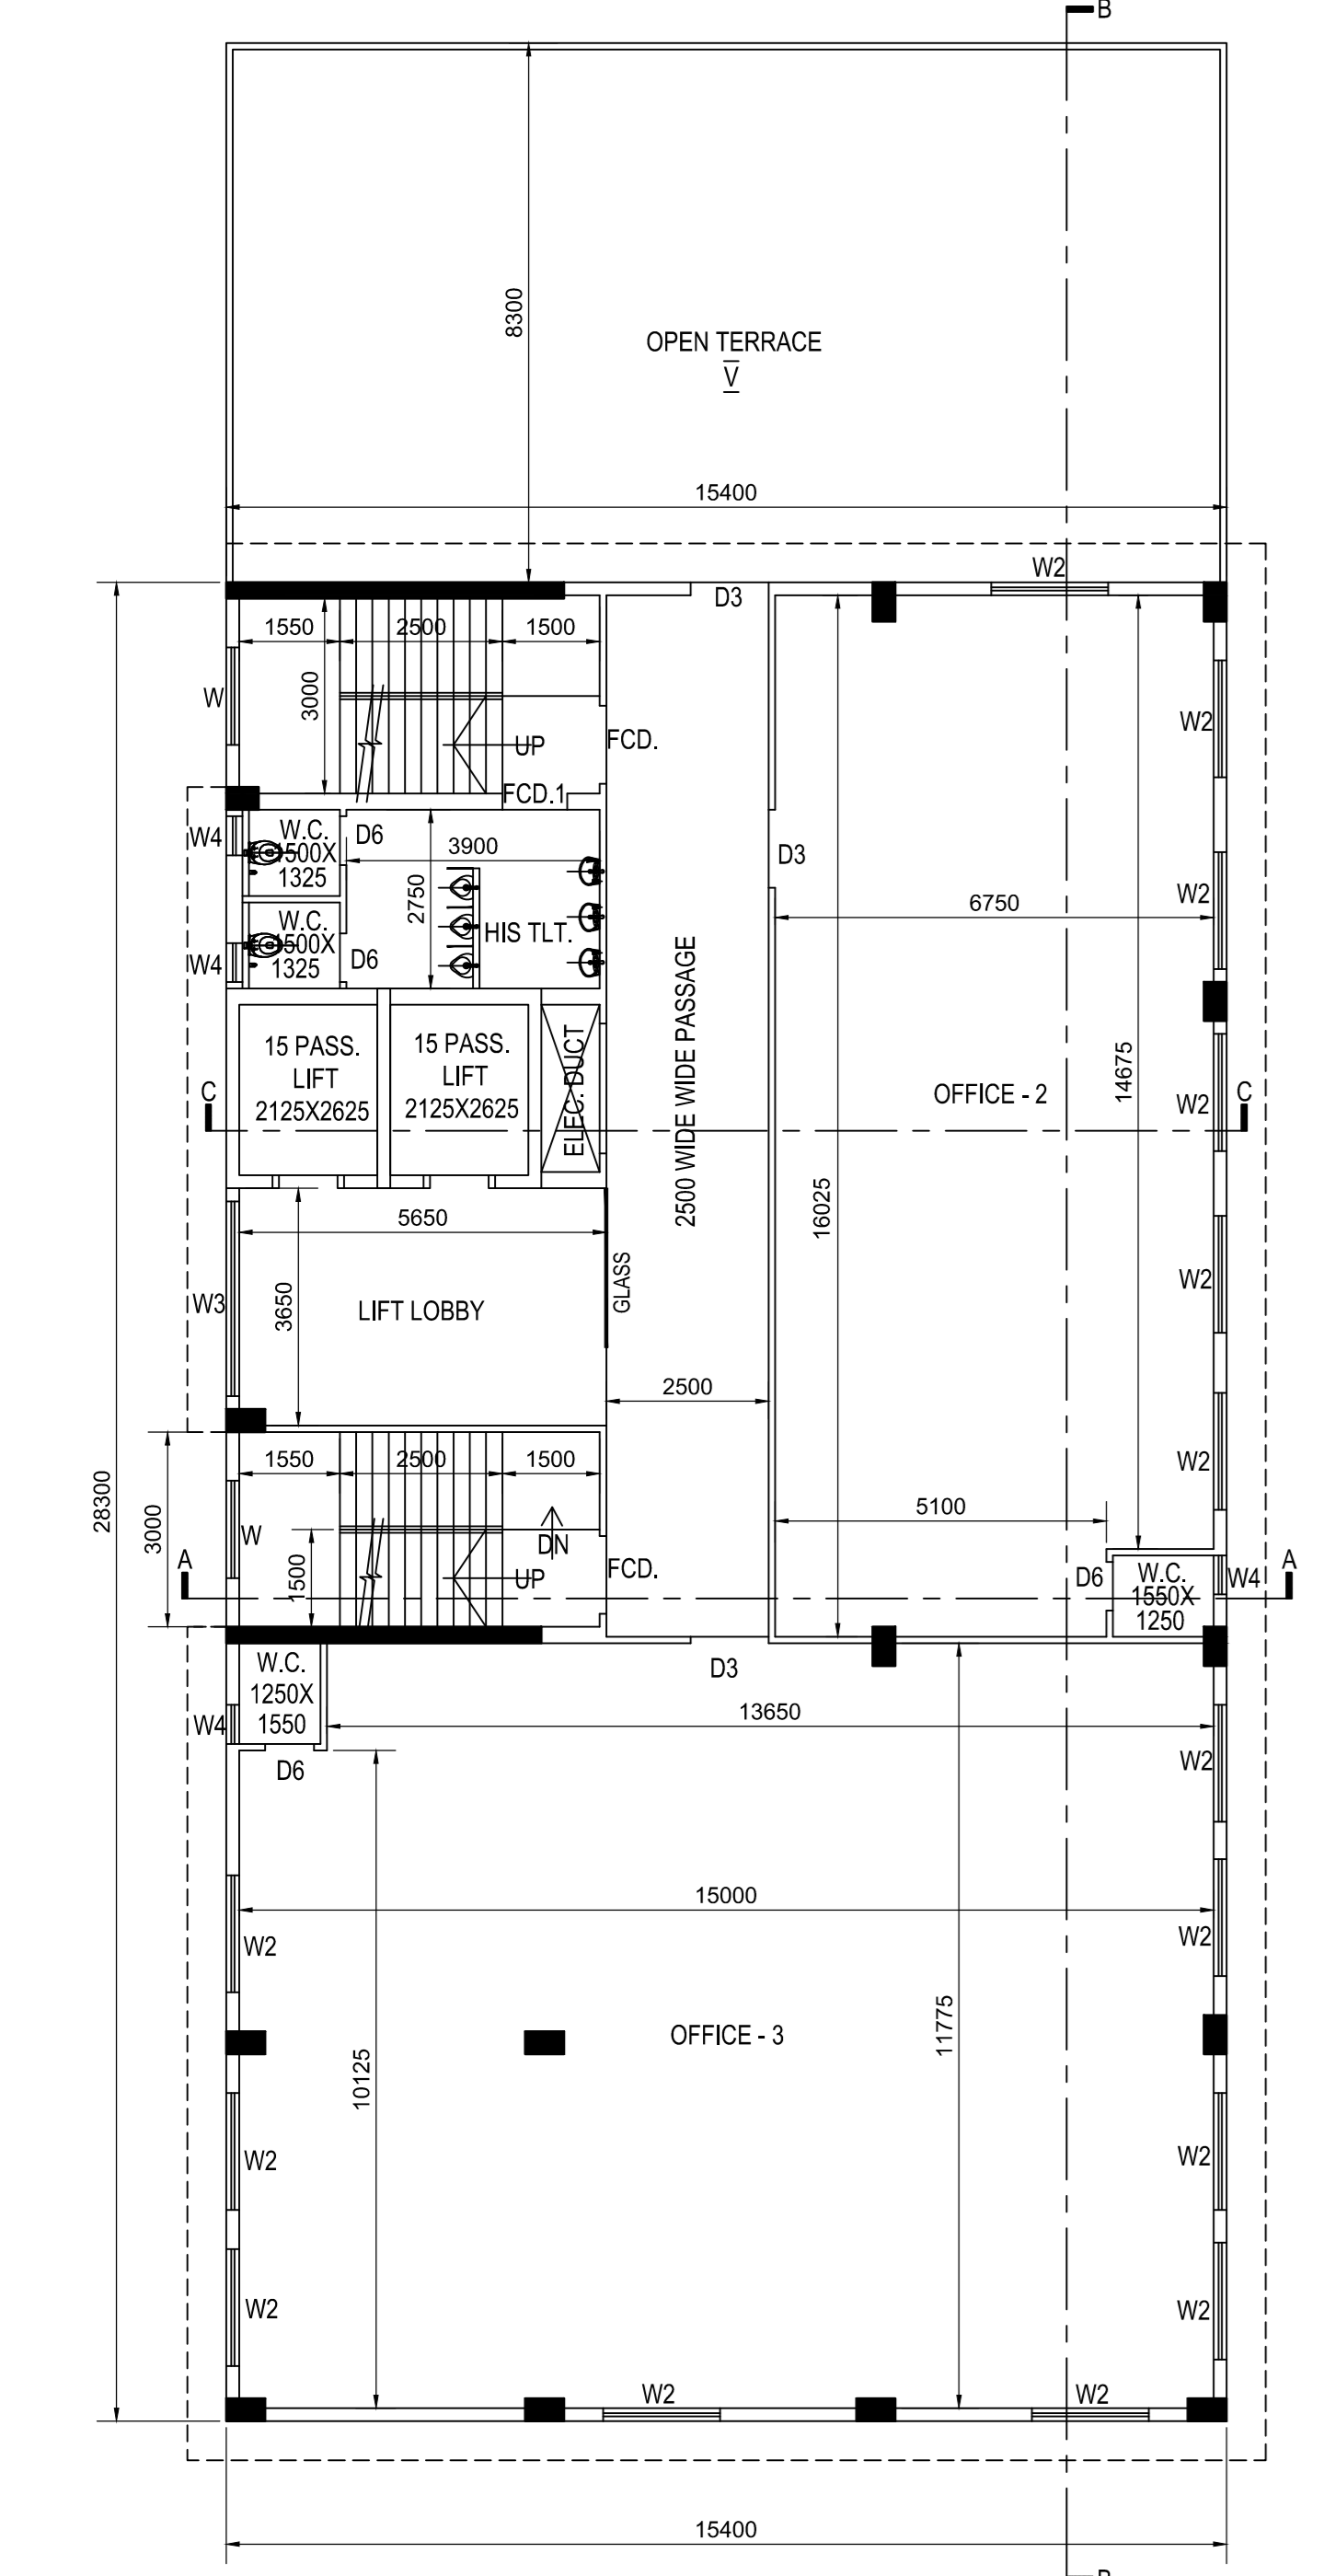 B
8300
OPEN TERRACE
V
15400
W2
D3
1550
2500
1500
3000
W
W2
UP
FCD.
FCD.1
W4
W.C.
1500X
1325
D6
3900
D3
2750
W2
6750
W.C.
1500X
1325
HIS TLT.
W4
D6
2500 WIDE WIDE PASSAGE
15 PASS.
LIFT
2125X2625
15 PASS.
LIFT
2125X2625
ELEC. DUCT
OFFICE - 2
14675
C
W2
C
16025
5650
GLASS
W2
W3
3650
LIFT LOBBY
2500
28300
3000
1550
2500
1500
W2
5100
W
DN
A
1500
UP
FCD.
D6
W.C.
1550X
1250
W4
A
W.C.
1250X
1550
D3
W4
13650
D6
W2
15000
W2
W2
OFFICE - 3
11775
10125
W2
W2
W2
W2
W2
W2
15400
B